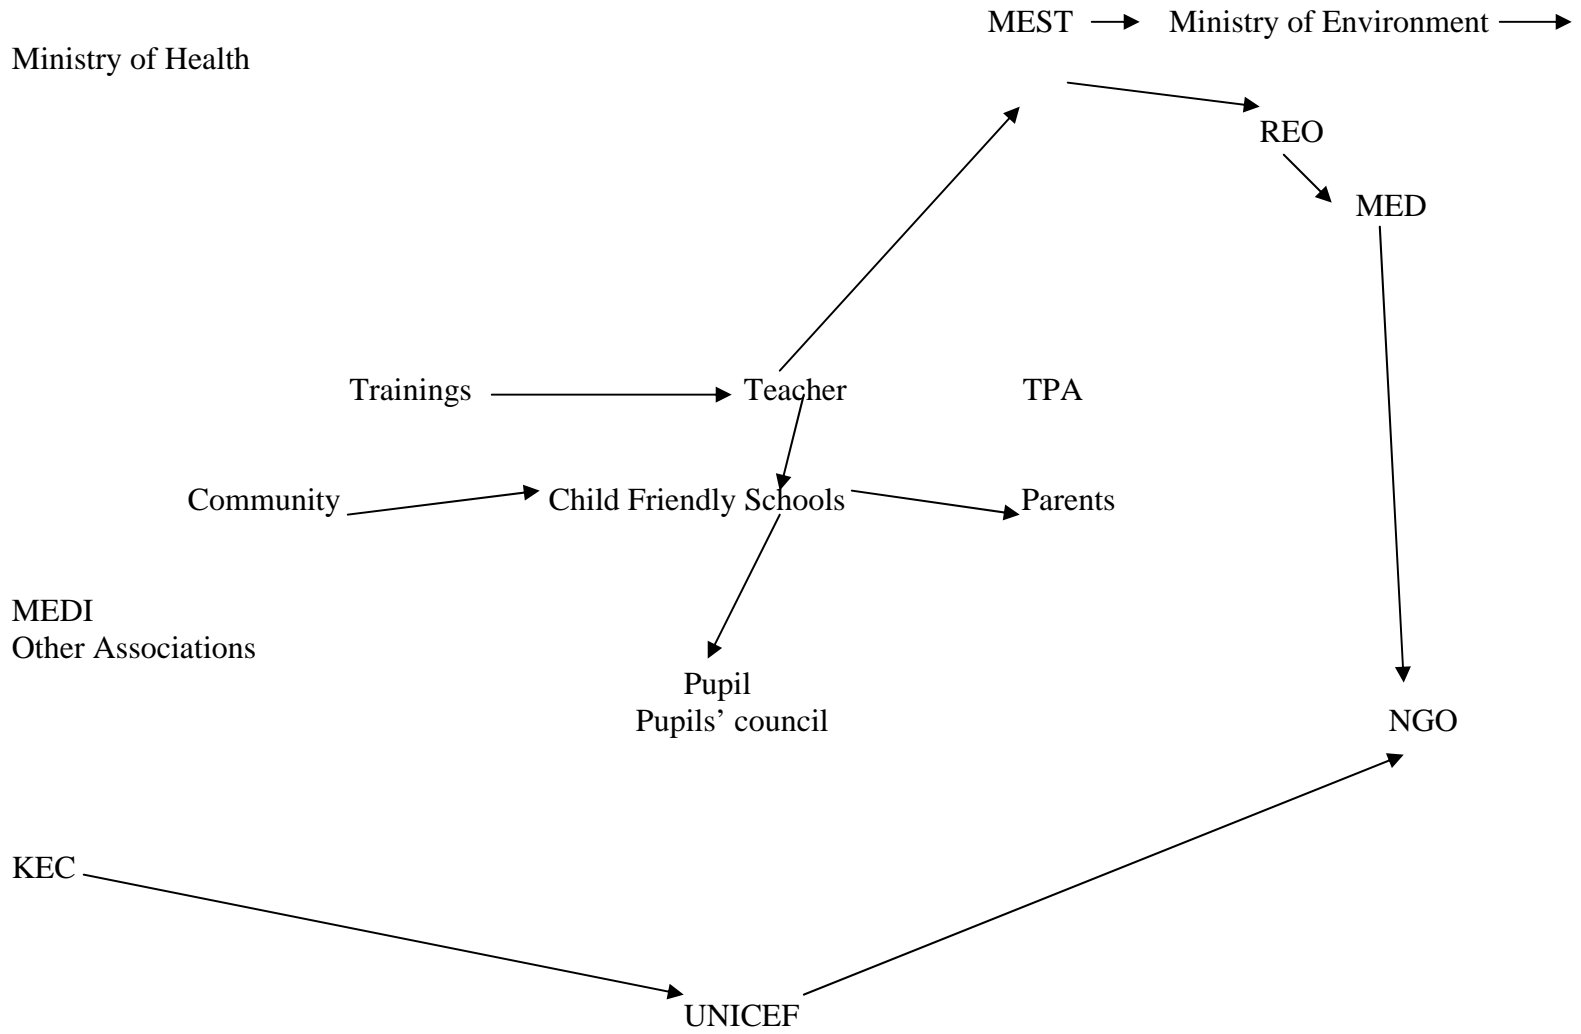 MEST Ministry of Environment
Ministry of Health
REO
MED
Trainings Teacher TPA
Community Child Friendly Schools Parents
MEDI
Other Associations
Pupil
Pupils’ council NGO
KEC
UNICEF